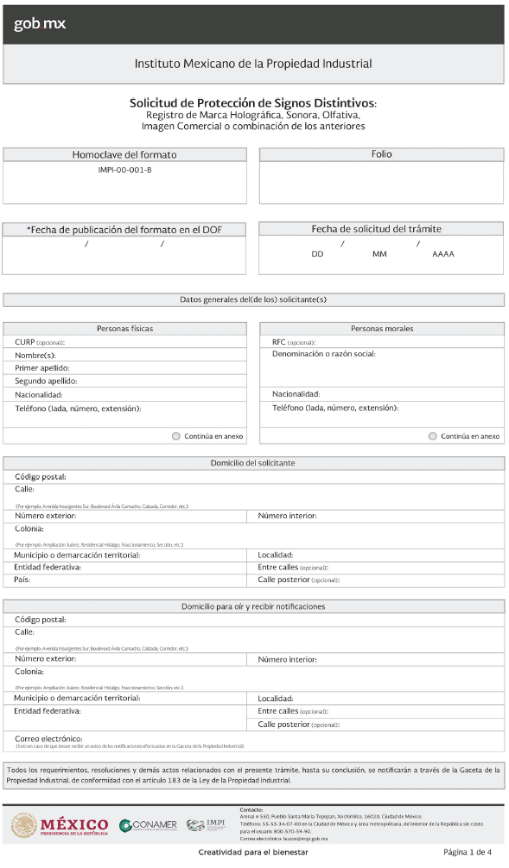 gob mx
Instituto Mexicano de la Propiedad Industrial
Solicitud de Protección de Signos Distintivos:
Registro de Marca Holográfica, Sonora, Olfativa,
Imagen Comercial o combinación de los anteriores
Homoclave del formato
IMPI-00-001-B
Folio
*Fecha de publicación del formato en el DOF
/ /
Fecha de solicitud del trámite
/ /
DD MM AAAA
Datos generales del(de los) solicitante(s)
Personas físicas
CURP (opcional):
Nombre(s):
Primer apellido:
Segundo apellido:
Nacionalidad:
Teléfono (lada, número, extensión):
Continúa en anexo
Personas morales
RFC (opcional):
Denominación o razón social:
Nacionalidad:
Teléfono (lada, número, extensión):
Continúa en anexo
Domicilio del solicitante
Código postal:
Calle:
(Por ejemplo: Avenida Insurgentes Sur, Boulevard Ávila Camacho, Calzada, Corredor, etc.)
Número exterior: Número interior:
Colonia:
(Por ejemplo: Ampliación Juárez, Residencial Hidalgo, Fraccionamiento, Sección, etc.)
Municipio o demarcación territorial: Localidad:
Entidad federativa: Entre calles (opcional):
País: Calle posterior (opcional):
Domicilio para oír y recibir notificaciones
Código postal:
Calle:
(Por ejemplo: Avenida Insurgentes Sur, Boulevard Ávila Camacho, Calzada, Corredor, etc.)
Número exterior: Número interior:
Colonia:
(Por ejemplo: Ampliación Juárez, Residencial Hidalgo, Fraccionamiento, Sección, etc.)
Municipio o demarcación territorial: Localidad:
Entidad federativa: Entre calles (opcional):
Calle posterior (opcional):
Correo electrónico:
(Solo en caso de que desee recibir un aviso de las notificaciones efectuadas en la Gaceta de la Propiedad Industrial)
Todos los requerimientos, resoluciones y demás actos relacionados con el presente trámite, hasta su conclusión, se notificarán a través de la Gaceta de la
Propiedad Industrial, de conformidad con el artículo 183 de la Ley de la Propiedad Industrial.
MÉXICO
PRESIDENCIA DE LA REPÚBLICA
CONAMER
IMPI
Contacto:
Arenal # 550, Pueblo Santa María Tepepan, Xochimilco, 16020, Ciudad de México.
Teléfono: 55-53-34-07-00 en la Ciudad de México y área metropolitana, del interior de la República sin costo
para el usuario 800-570-59-90.
Correo electrónico: buzon@impi.gob.mx
Creatividad para el bienestar
Página 1 de 4